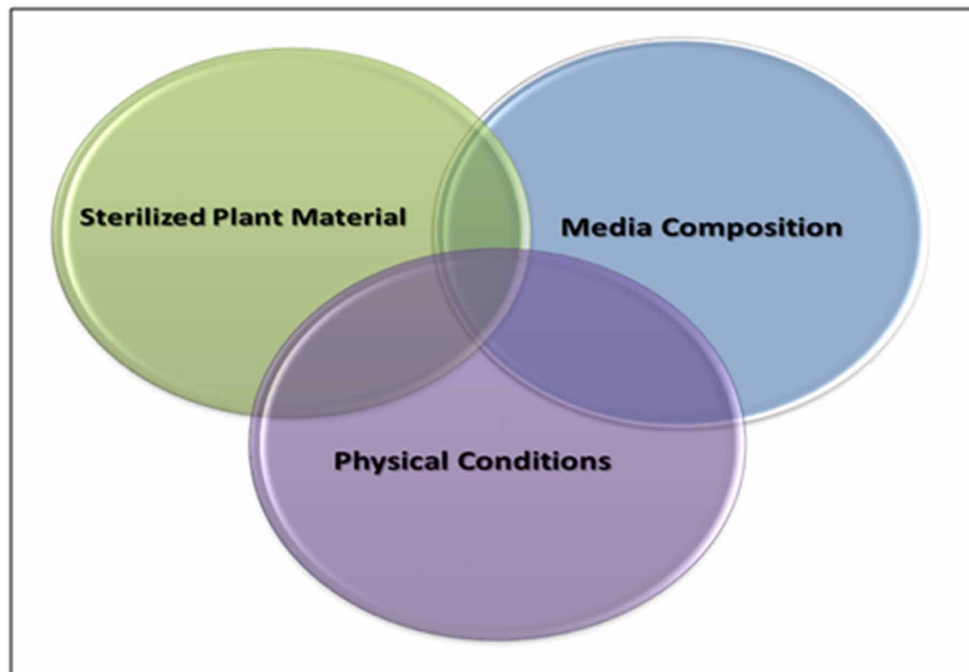 Sterilized Plant Material
Media Composition
Physical Conditions